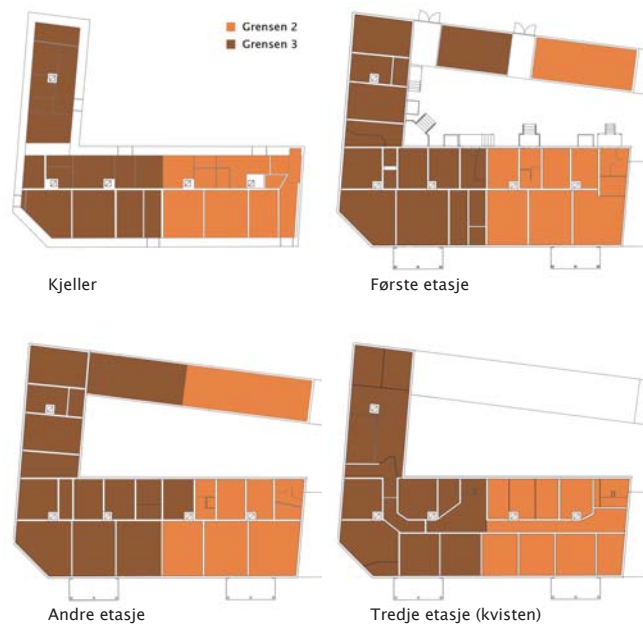 Grensen 2
Grensen 3
Kjeller
Første etasje
Andre etasje
Tredje etasje (kvisten)